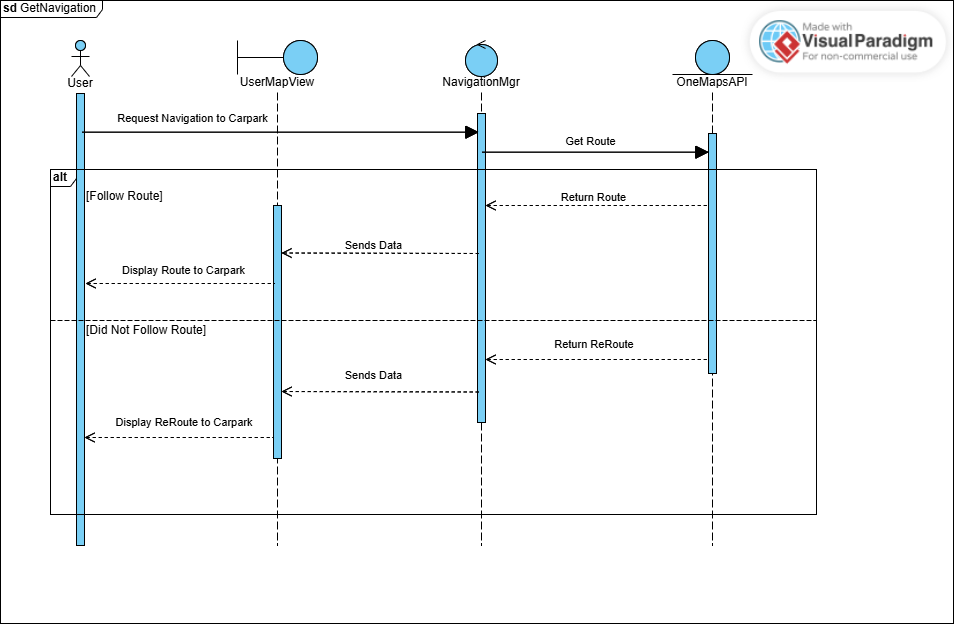 sd GetNavigation
Made with
VisualParadigm
For non-commercial use
User
UserMapView
NavigationMgr
OneMapsAPI
Request Navigation to Carpark
Get Route
alt
[Follow Route]
Return Route
Sends Data
Display Route to Carpark
[Did Not Follow Route]
Return ReRoute
Sends Data
Display ReRoute to Carpark